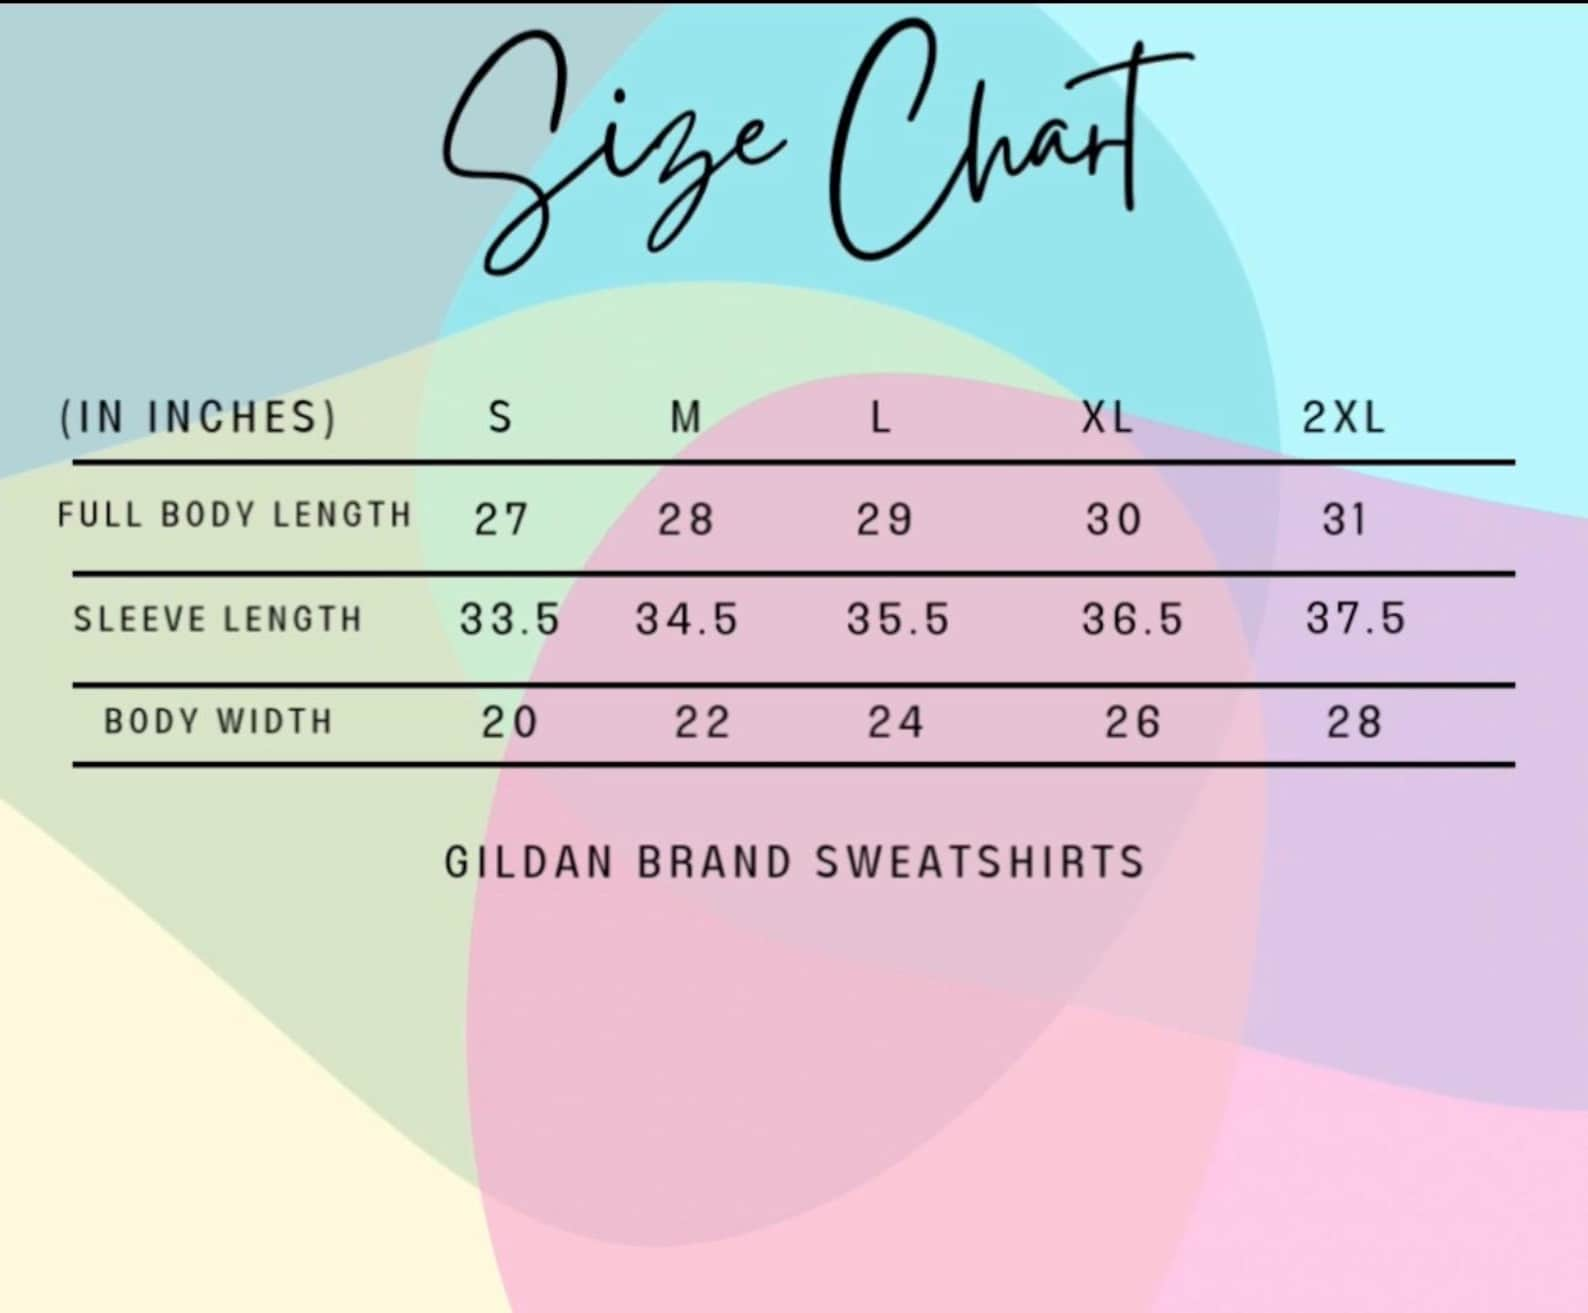 Size Chart
(IN INCHES) S M L XL 2XL
FULL BODY LENGTH 27 28 29 30 31
SLEEVE LENGTH 33.5 34.5 35.5 36.5 37.5
BODY WIDTH 20 22 24 26 28
GILDAN BRAND SWEATSHIRTS